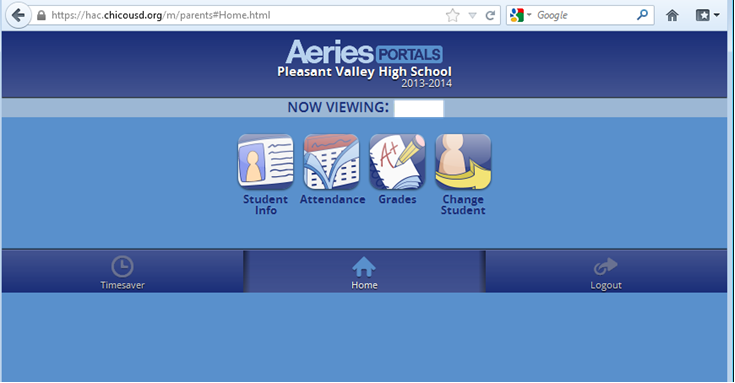 https://hac.chicousd.org/m/parents#Home.html
Google
Aeries PORTALS
Pleasant Valley High School
2013-2014
NOW VIEWING:
A+
Student Info
Attendance
Grades
Change Student
Timesaver
Home
Logout